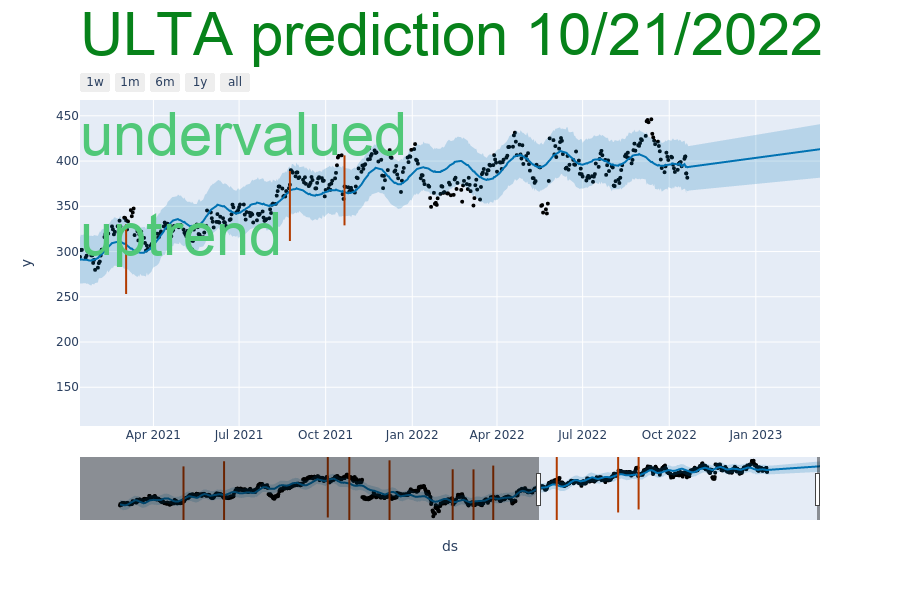 ULTA prediction 10/21/2022
1w 1m 6m 1y all
450
undervalued
400
350
uptrend
300
250
200
150
y
Apr 2021 Jul 2021 Oct 2021 Jan 2022 Apr 2022 Jul 2022 Oct 2022 Jan 2023
ds